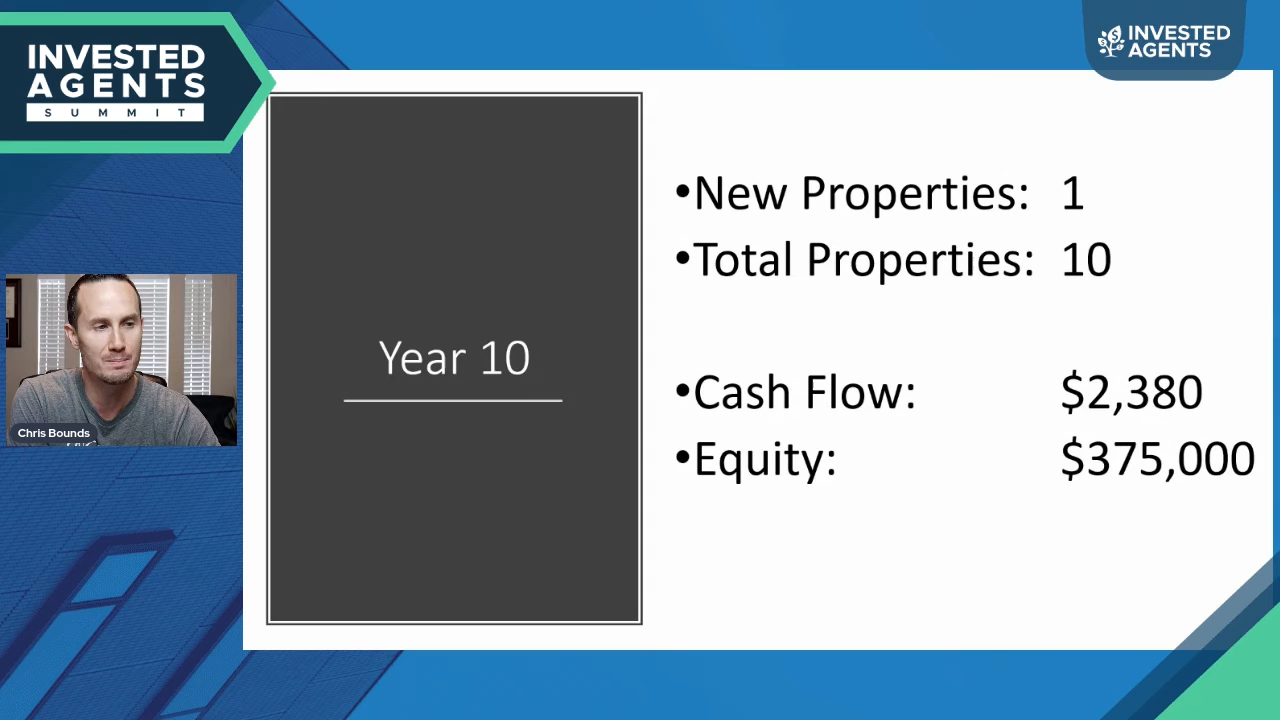 INVESTED
AGENTS
SUMMIT
INVESTED
AGENTS
Year 10
•New Properties: 1
•Total Properties: 10
•Cash Flow: $2,380
•Equity: $375,000
Chris Bounds